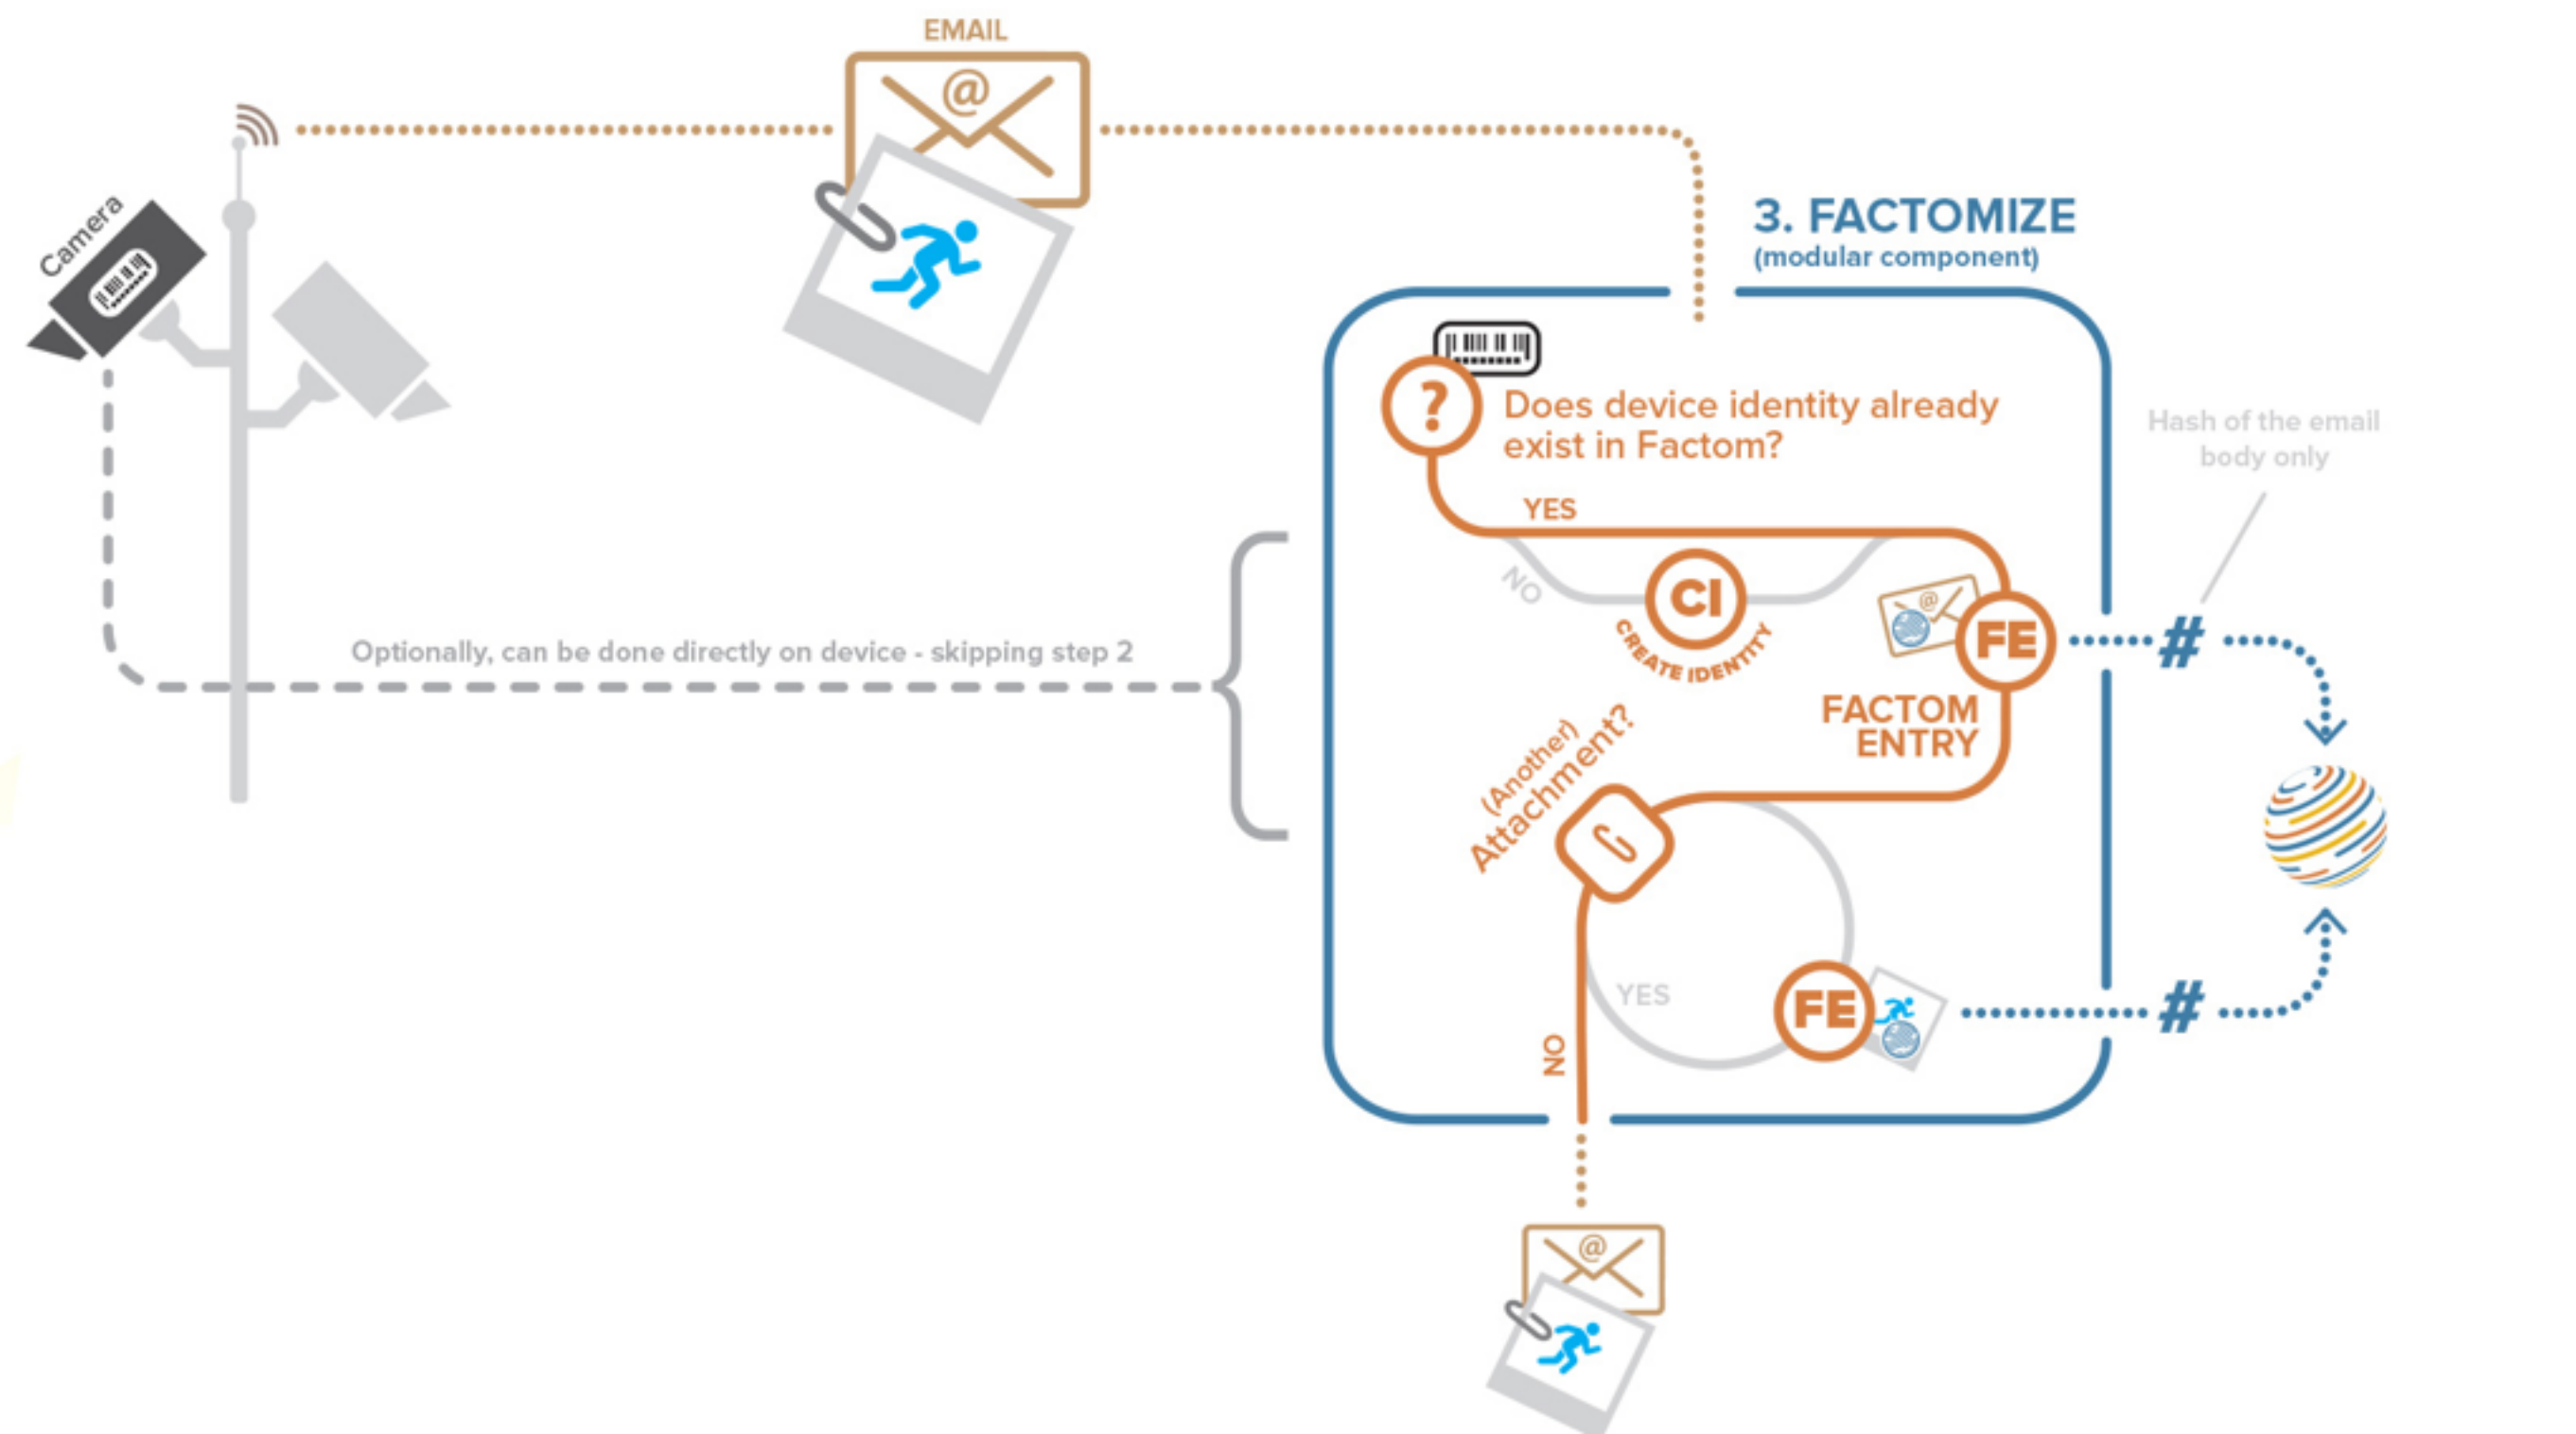 EMAIL
@
Camera
3. FACTOMIZE
(modular component)
?
Does device identity already
exist in Factom?
Hash of the email
body only
YES
NO
CI
CREATE IDENTITY
@
FE
#
Optionally, can be done directly on device - skipping step 2
FACTOM
ENTRY
(Another)
Attachment?
YES
FE
#
NO
@